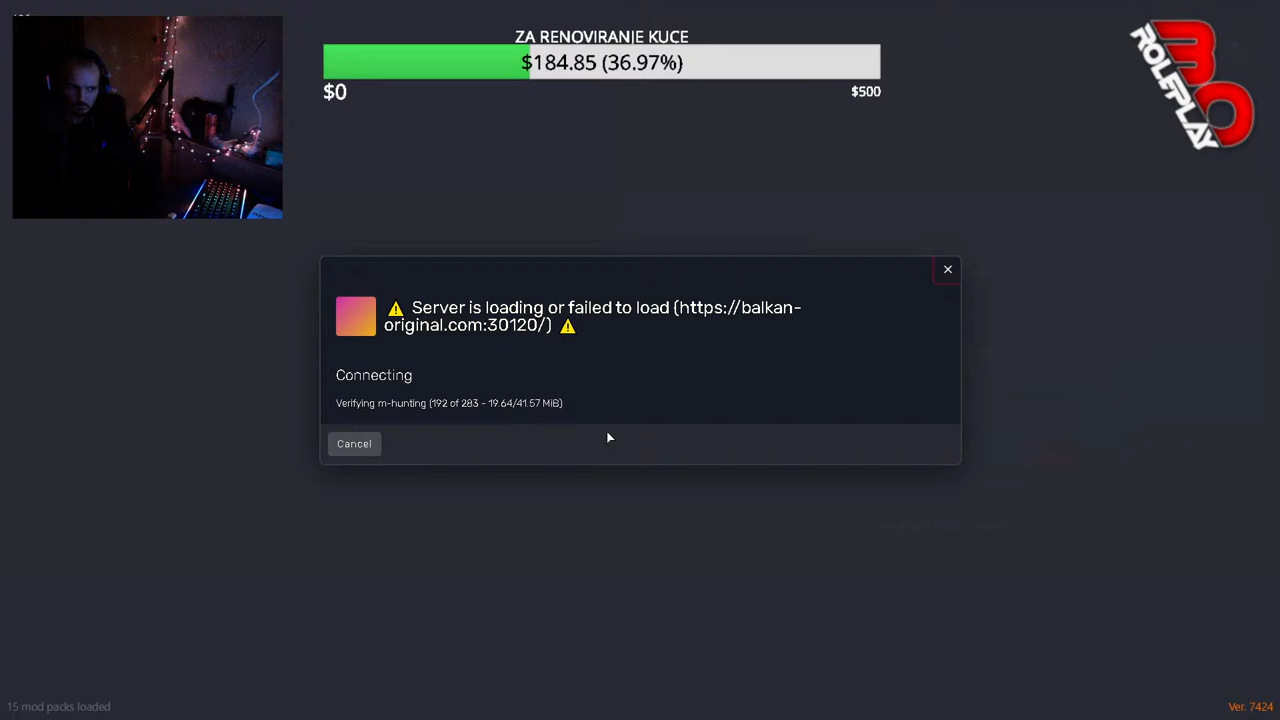 ZA RENOVIRANJE KUCE
$184.85 (36.97%)
$0
$500
ROLEPLAY
BO
⚠ Server is loading or failed to load (https://balkan-
original.com:30120/) ⚠
Connecting
Verifying m-hunting (192 of 283 - 19.64/41.57 MiB)
Cancel
15 mod packs loaded
Ver. 7424